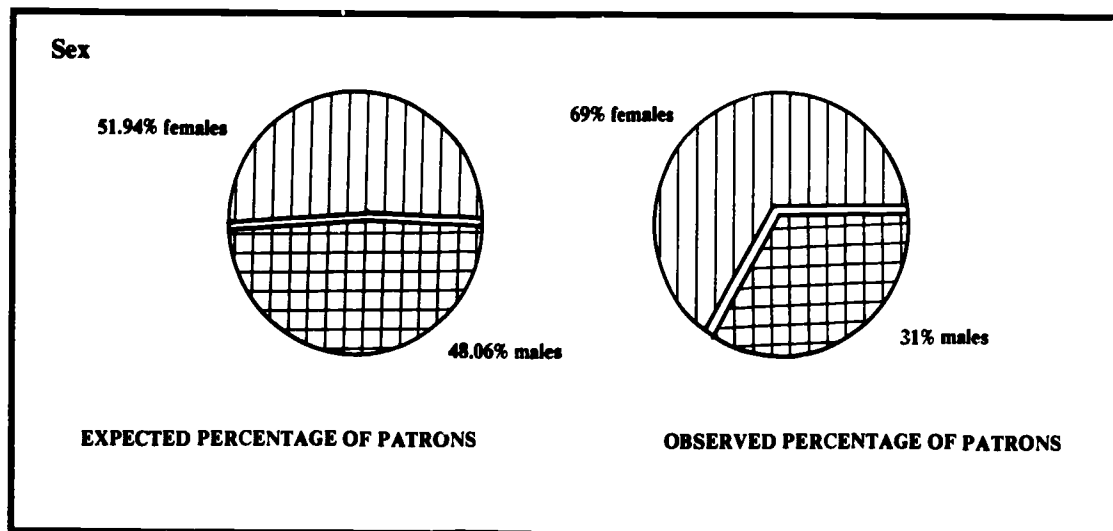 Sex
51.94% females
48.06% males
EXPECTED PERCENTAGE OF PATRONS
69% females
31% males
OBSERVED PERCENTAGE OF PATRONS